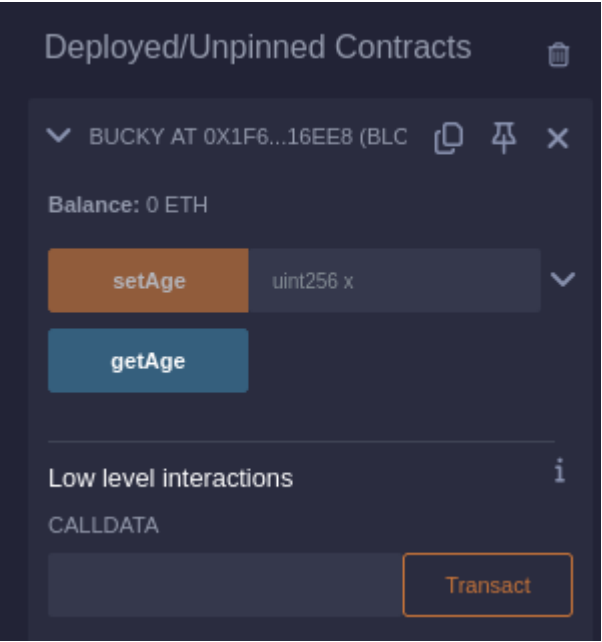 Deployed/Unpinned Contracts
BUCKY AT 0X1F6...16EE8 (BLC
Balance: 0 ETH
setAge uint256 x
getAge
Low level interactions
i
CALLDATA
Transact